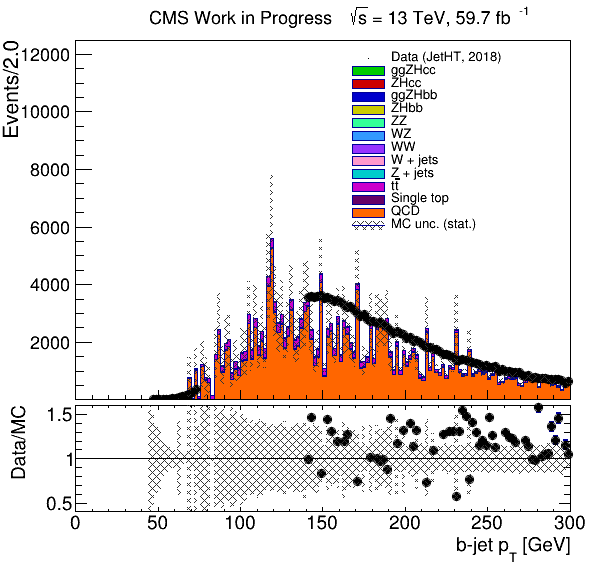 CMS Work in Progress √s = 13 TeV, 59.7 fb -1
Events/2.0
12000
10000
8000
6000
4000
2000
Data (JetHT, 2018)
ggZHcc
ZHcc
ggZHbb
ZHbb
ZZ
WZ
WW
W + jets
Z + jets
tt̅
Single top
QCD
MC unc. (stat.)
Data/MC
1.5
1
0.5
0 50 100 150 200 250 300
b-jet pT [GeV]